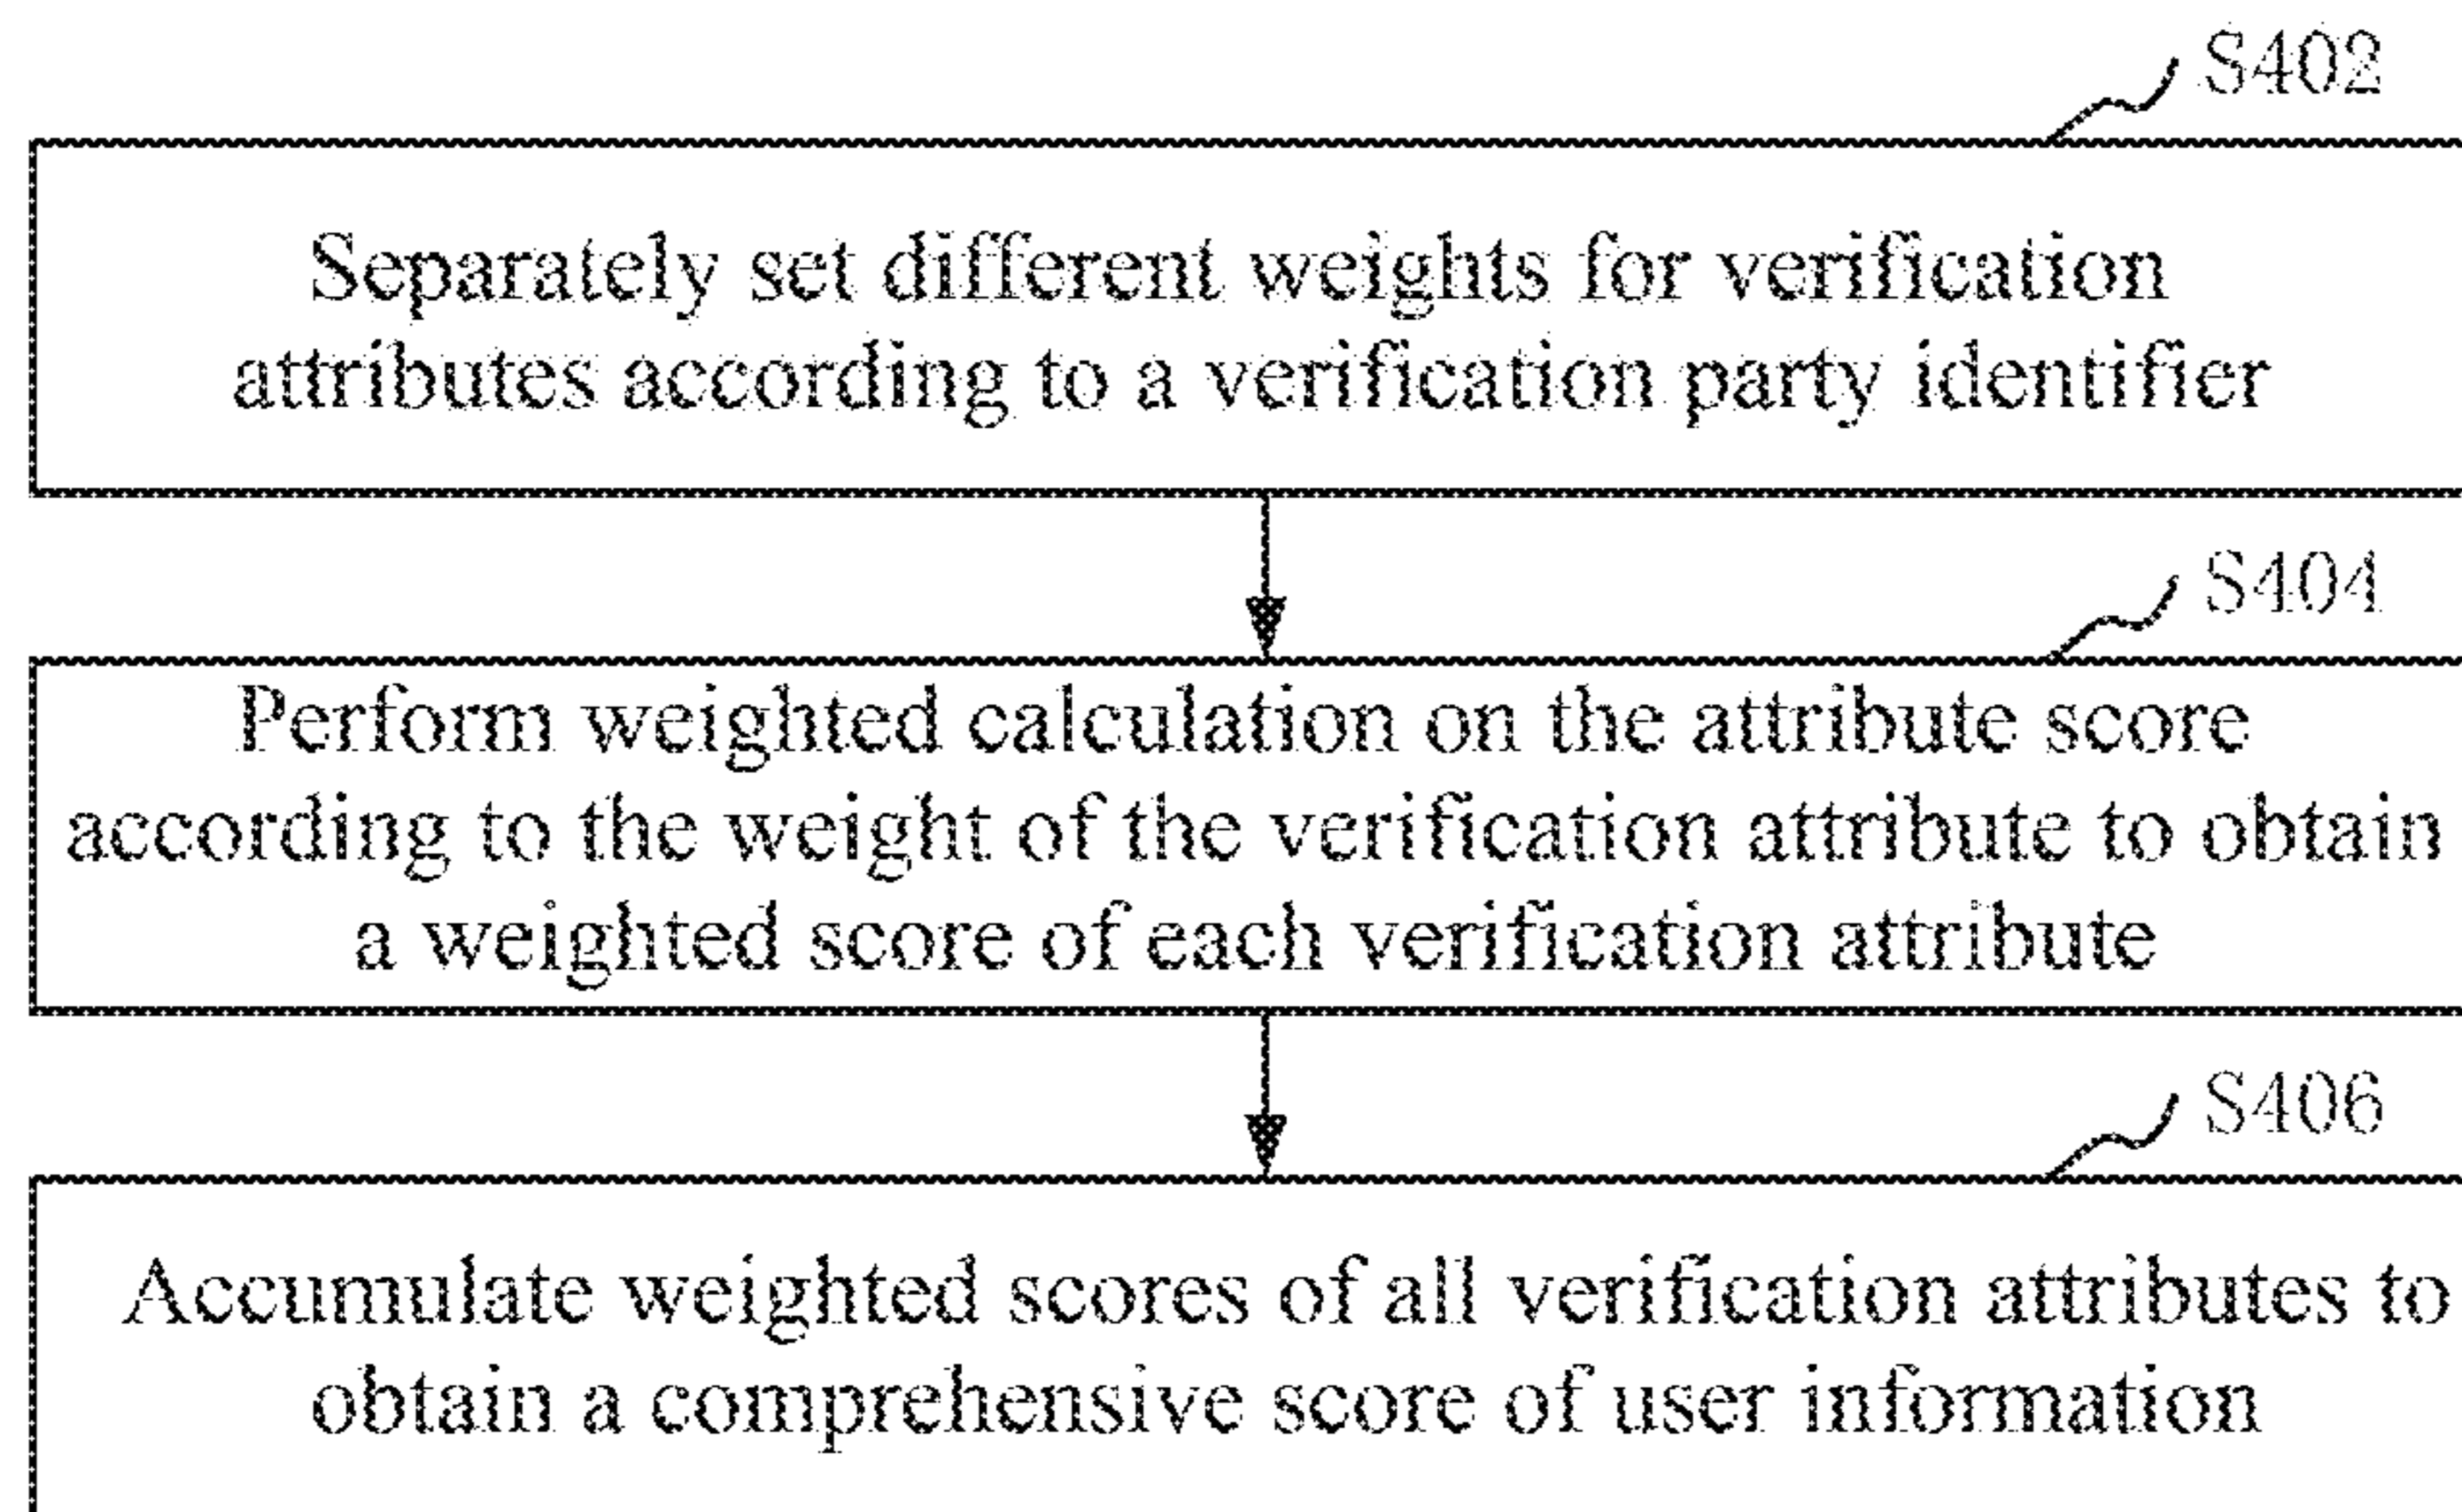 S402
Separately set different weights for verification
attributes according to a verification party identifier
S404
Perform weighted calculation on the attribute score
according to the weight of the verification attribute to obtain
a weighted score of each verification attribute
S406
Accumulate weighted scores of all verification attributes to
obtain a comprehensive score of user information